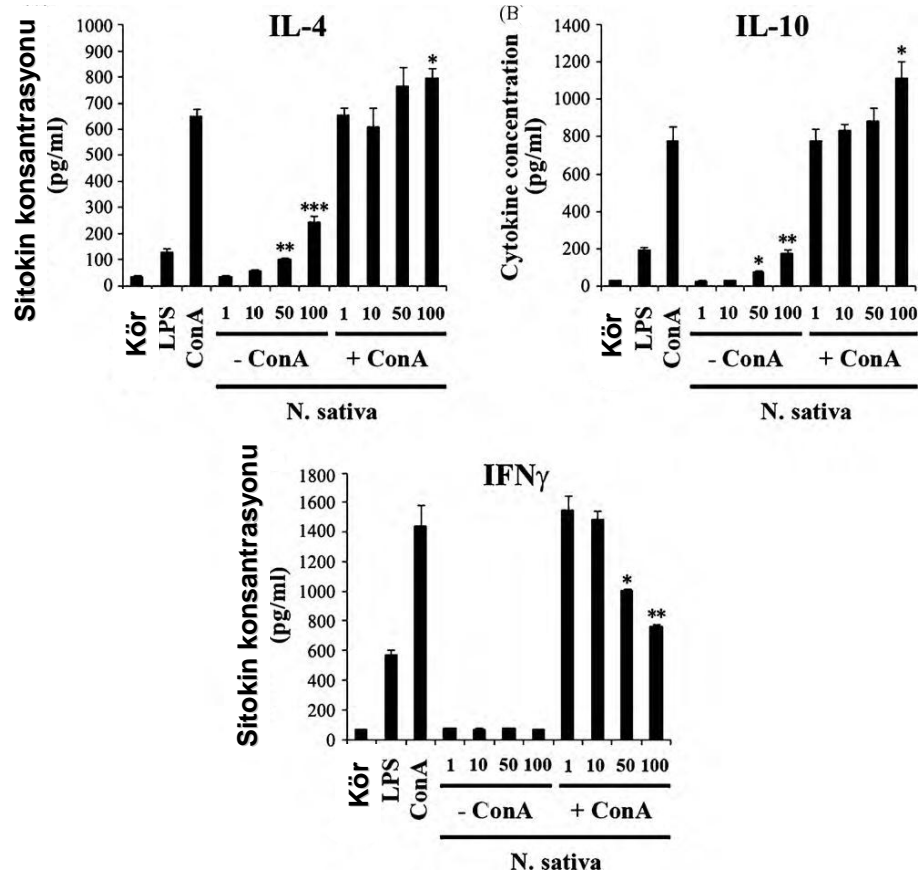 IL-4
Sitokin konsantrasyonu
(pg/ml)
1000
900
800
700
600
500
400
300
200
100
0
**
***
*
Kör
LPS
ConA
1 10 50 100 1 10 50 100
- ConA + ConA
N. sativa
(B)
IL-10
Cytokine concentration
(pg/ml)
1400
1200
1000
800
600
400
200
0
*
**
*
Kör
LPS
ConA
1 10 50 100 1 10 50 100
- ConA + ConA
N. sativa
IFNγ
Sitokin konsantrasyonu
(pg/ml)
1800
1600
1400
1200
1000
800
600
400
200
0
*
**
Kör
LPS
ConA
1 10 50 100 1 10 50 100
- ConA + ConA
N. sativa